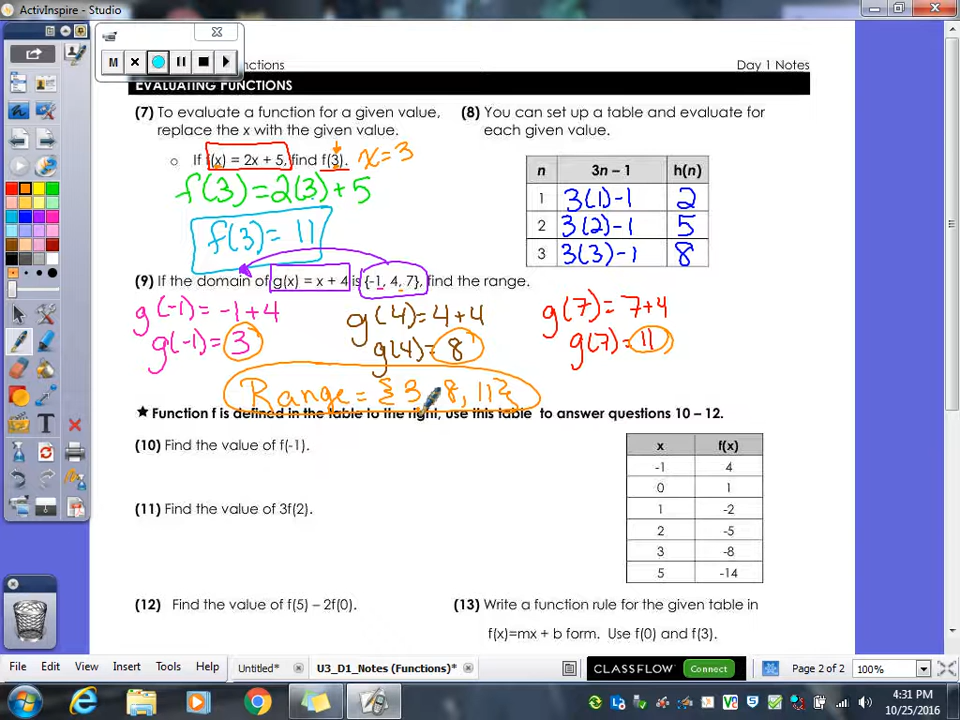 ActivInspire - Studio
M
nctions
Day 1 Notes
EVALUATING FUNCTIONS
(7) To evaluate a function for a given value,
replace the x with the given value.
If f(x) = 2x + 5, find f(3). x=3
f(3)=2(3)+5
f(3)= 11
(8) You can set up a table and evaluate for
each given value.
n 3n – 1 h(n)
1 3(1)-1 2
2 3(2)-1 5
3 3(3)-1 8
(9) If the domain of g(x) = x + 4 is {-1, 4, 7}, find the range.
g(-1)= -1+4 g(4)=4+4 g(7)= 7+4
g(-1)= 3 g(4)= 8 g(7)= 11
Range = {3 8, 11}
★ Function f is defined in the table to the right, use this table to answer questions 10 – 12.
(10) Find the value of f(-1).
(11) Find the value of 3f(2).
x f(x)
-1 4
0 1
1 -2
2 -5
3 -8
5 -14
(12) Find the value of f(5) – 2f(0).
(13) Write a function rule for the given table in
f(x)=mx + b form. Use f(0) and f(3).
File Edit View Insert Tools Help Untitled* U3_D1_Notes (Functions)* CLASSFLOW Connect Page 2 of 2 100%
4:31 PM
10/25/2016